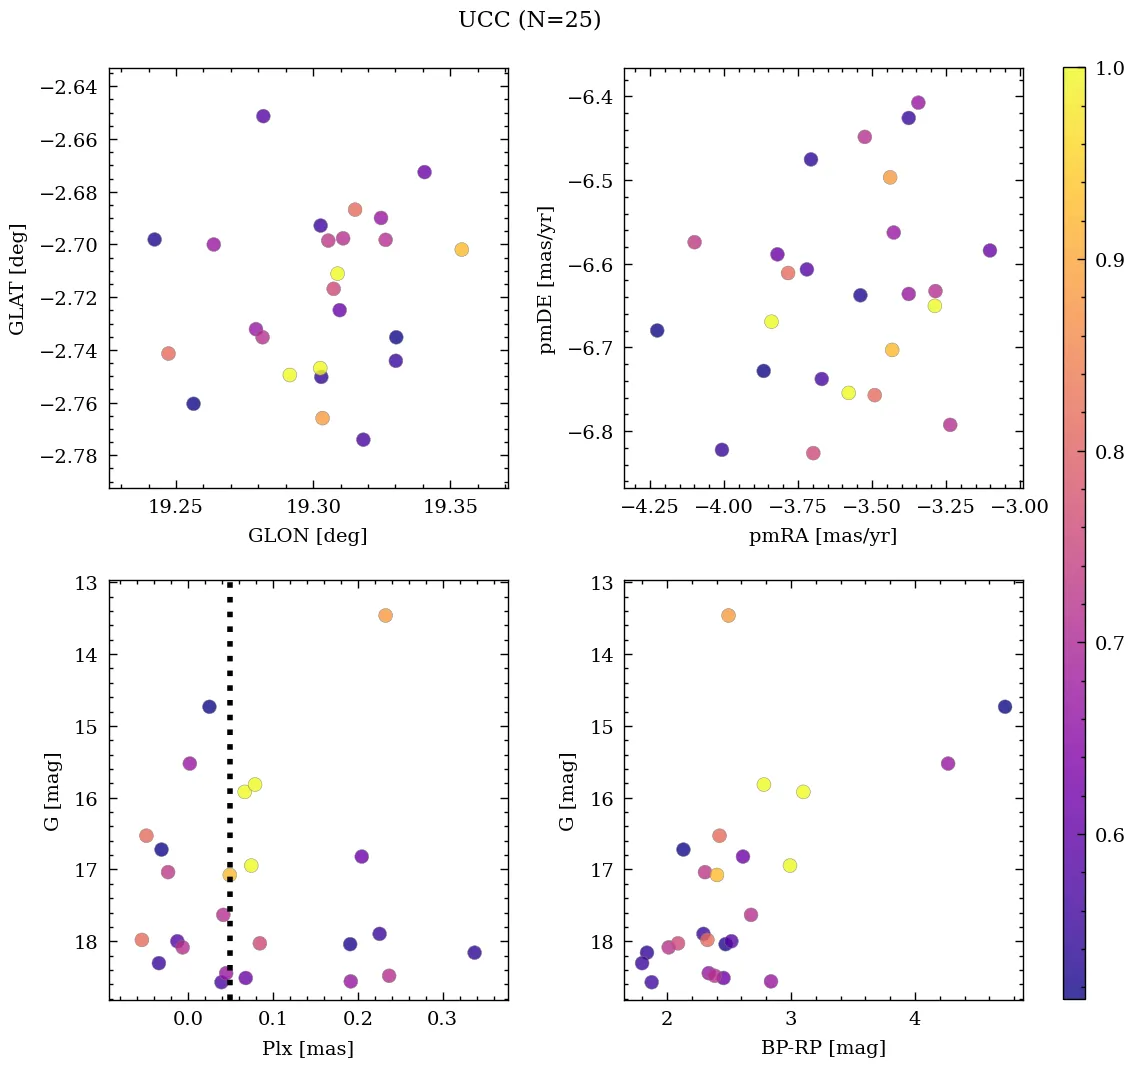 UCC (N=25)
−2.64
−2.66
−2.68
−2.70
−2.72
−2.74
−2.76
−2.78
GLAT [deg]
19.25 19.30 19.35
GLON [deg]
−6.4
−6.5
−6.6
−6.7
−6.8
pmDE [mas/yr]
−4.25 −4.00 −3.75 −3.50 −3.25 −3.00
pmRA [mas/yr]
13
14
15
16
17
18
G [mag]
0.0 0.1 0.2 0.3
Plx [mas]
13
14
15
16
17
18
G [mag]
2 3 4
BP-RP [mag]
1.0
0.9
0.8
0.7
0.6